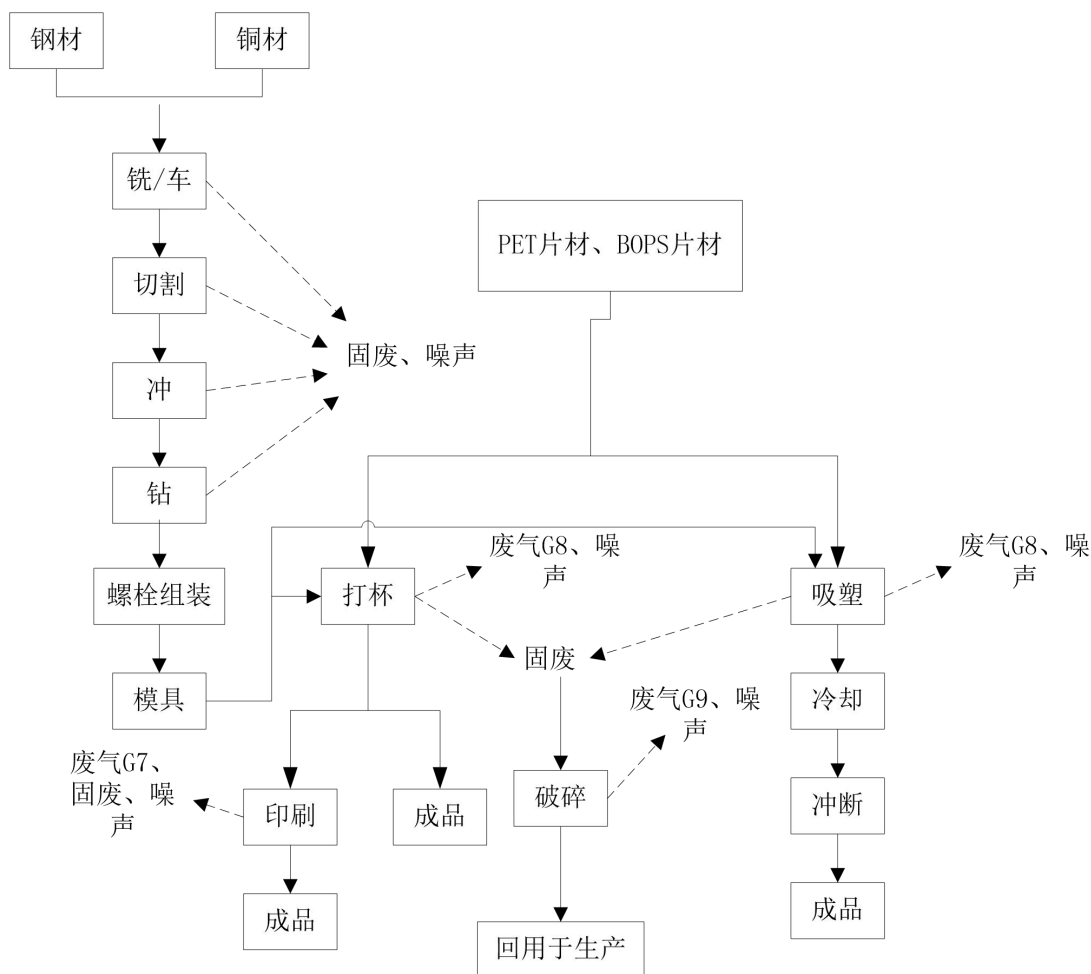 钢材
铜材
铣/车
PET片材、BOPS片材
切割
固废、噪声
冲
钻
废气G8、噪
声
废气G8、噪
声
螺栓组装
打杯
吸塑
固废
模具
废气G9、噪
声
冷却
废气G7、
固废、噪
声
印刷
成品
破碎
冲断
成品
回用于生产
成品